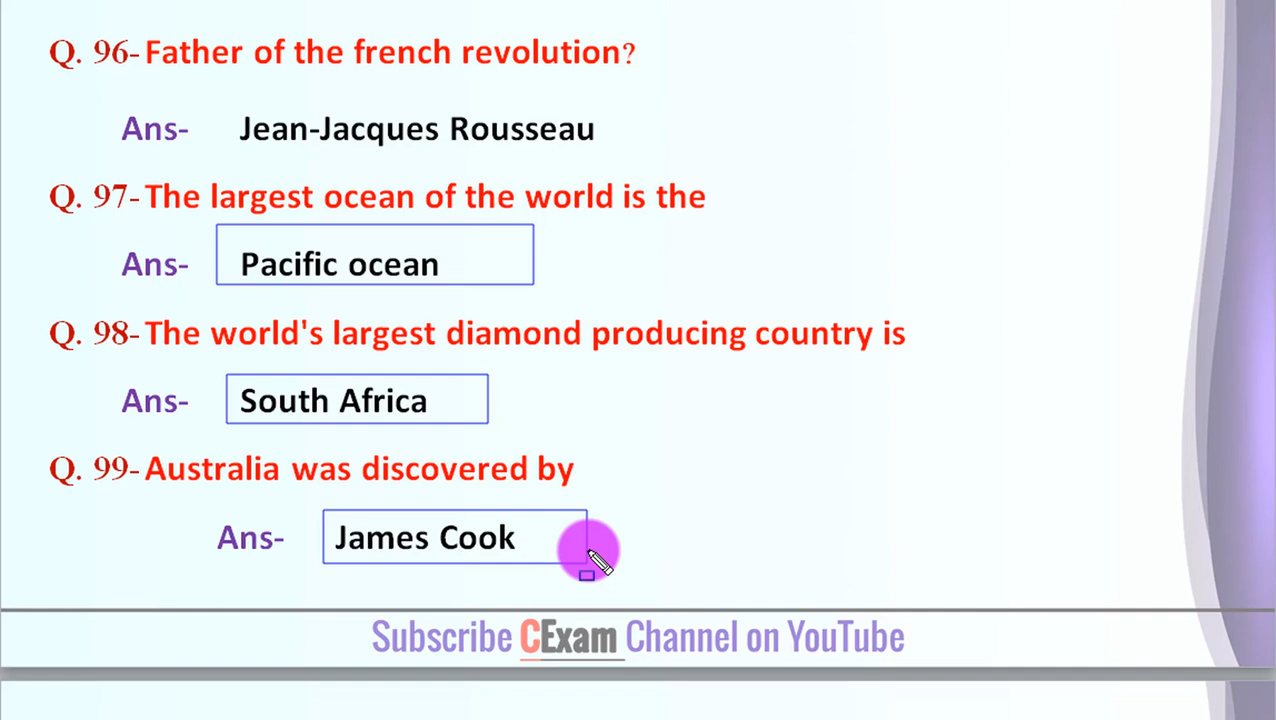 Q. 96- Father of the french revolution?
Ans- Jean-Jacques Rousseau
Q. 97- The largest ocean of the world is the
Ans- Pacific ocean
Q. 98- The world's largest diamond producing country is
Ans- South Africa
Q. 99- Australia was discovered by
Ans- James Cook
Subscribe CExam Channel on YouTube